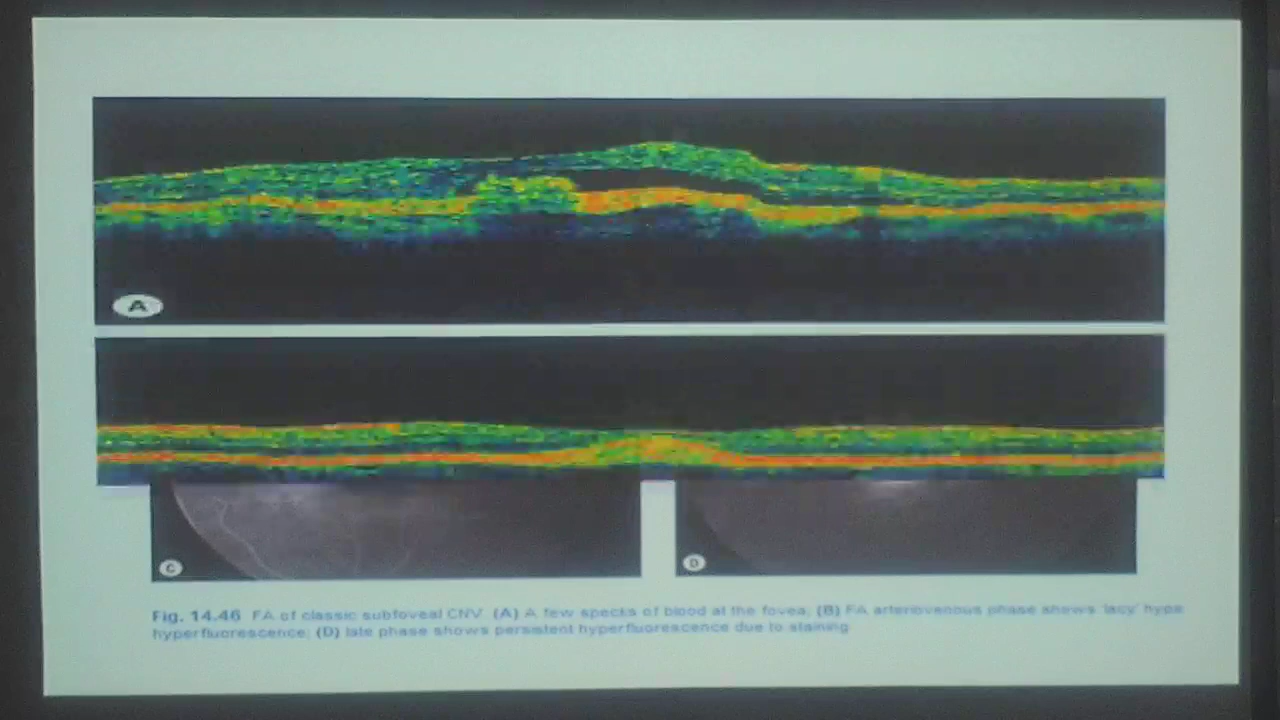 A
C
D
Fig. 14.46 FA of classic subfoveal CNV. (A) A few specks of blood at the fovea; (B) FA arteriovenous phase shows 'lacy' hype
hyperfluorescence; (D) late phase shows persistent hyperfluorescence due to staining